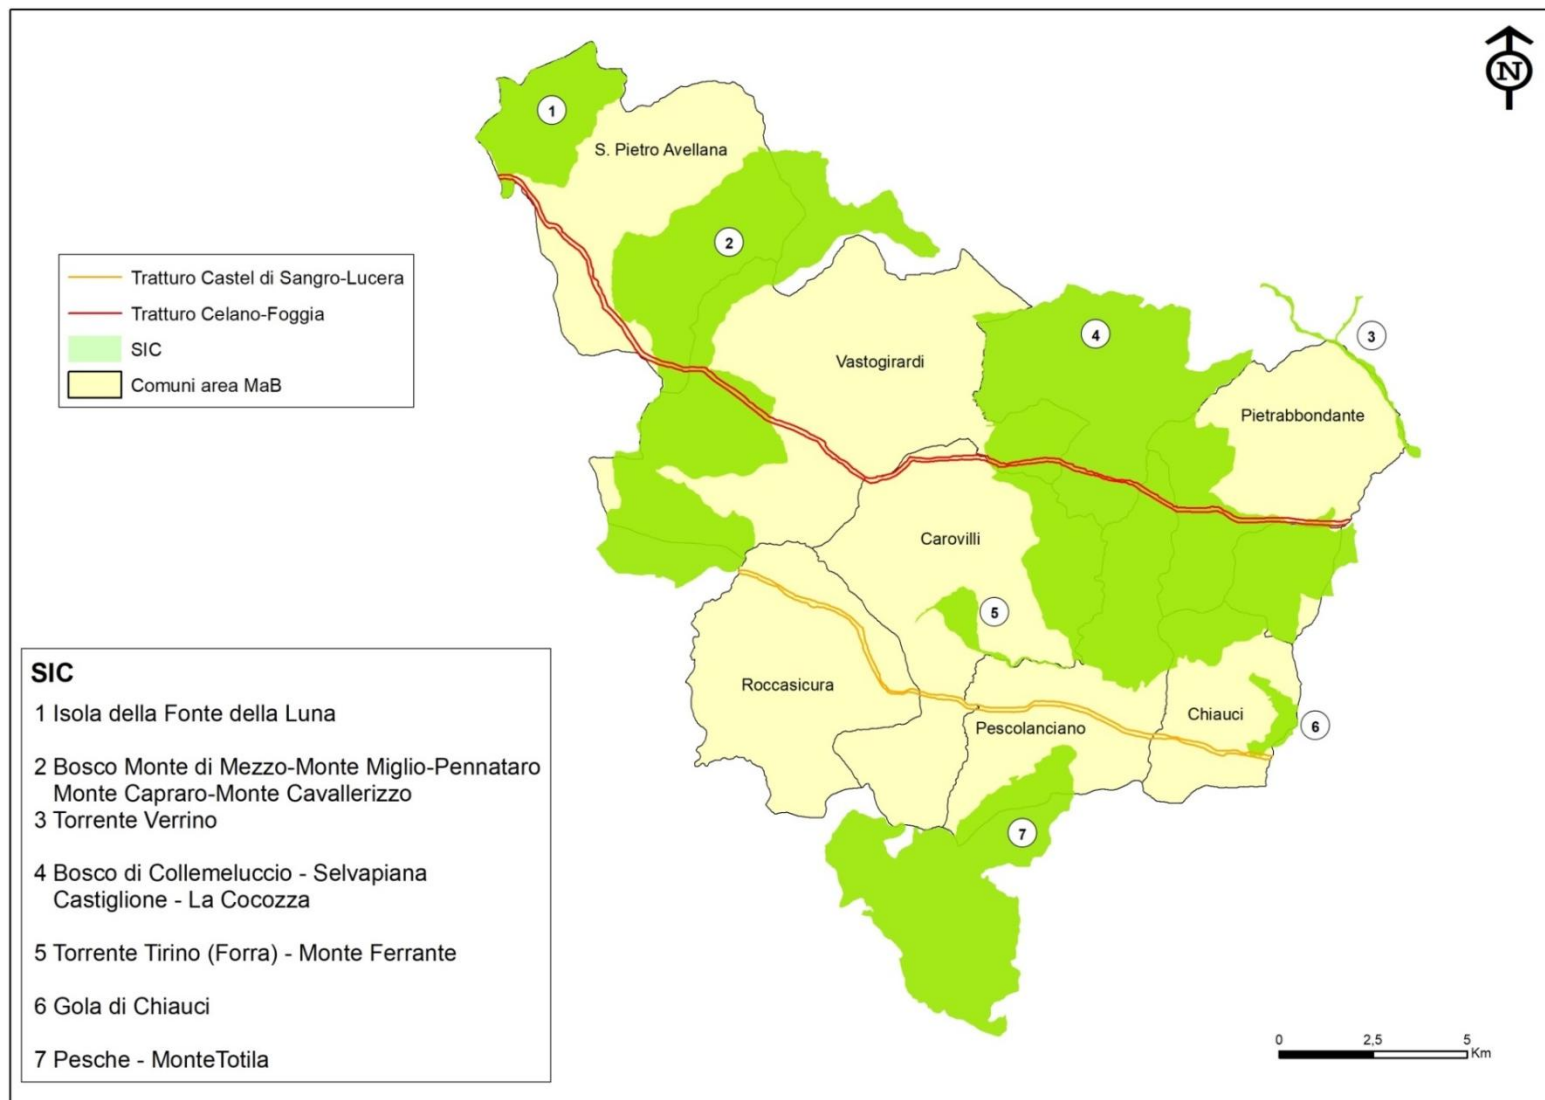 N
1
S. Pietro Avellana
2
Tratturo Castel di Sangro-Lucera
Tratturo Celano-Foggia
SIC
Comuni area MaB
4
3
Vastogirardi
Pietrabbondante
Carovilli
5
Roccasicura
Chiauci
Pescolanciano
6
7
SIC
1 Isola della Fonte della Luna
2 Bosco Monte di Mezzo-Monte Miglio-Pennataro
Monte Capraro-Monte Cavallerizzo
3 Torrente Verrino
4 Bosco di Collemeluccio - Selvapiana
Castiglione - La Cocozza
5 Torrente Tirino (Forra) - Monte Ferrante
6 Gola di Chiauci
7 Pesche - MonteTotila
0 2,5 5
Km